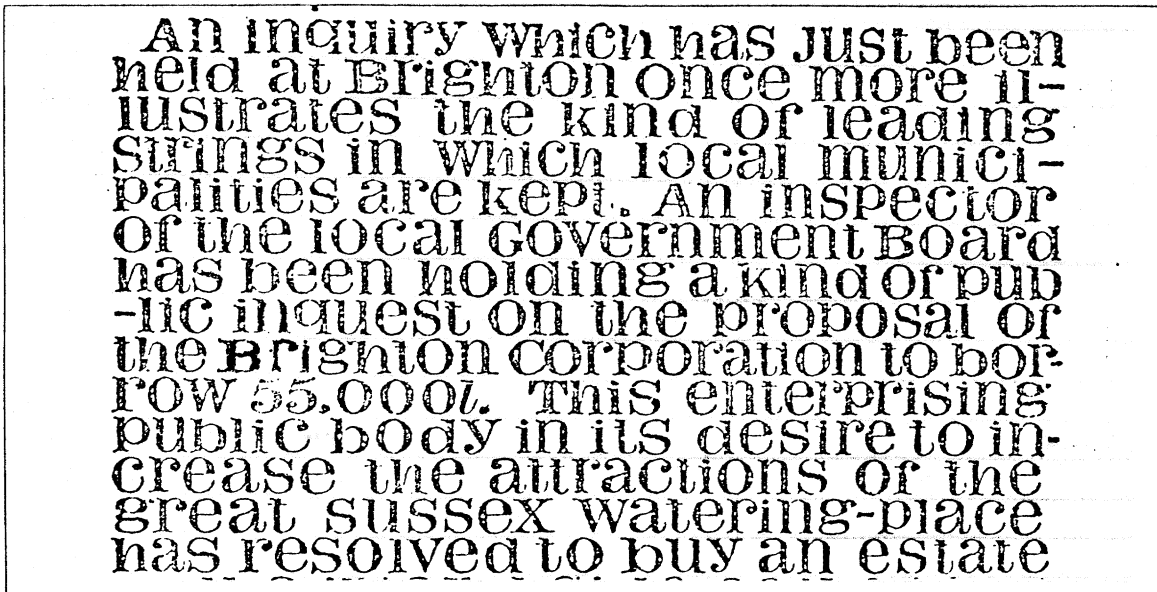 An inquiry which has just been
held at Brighton once more il-
lustrates the kind of leading
strings in which local munici-
palities are kept. An inspector
of the local Government Board
has been holding a kind of pub
-lic inquest on the proposal of
the Brighton Corporation to bor-
row 55.000l. This enterprising
public body in its desire to in-
crease the attractions of the
great Sussex watering-place
has resolved to buy an estate